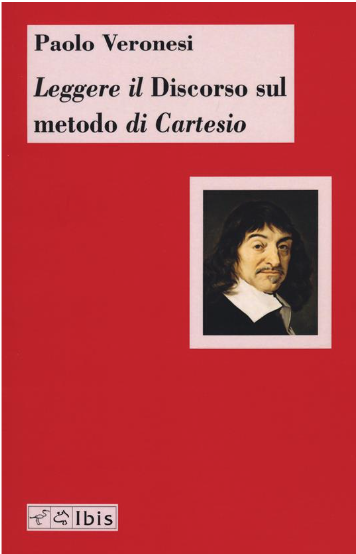 Paolo Veronesi
Leggere il Discorso sul
metodo di Cartesio
Ibis